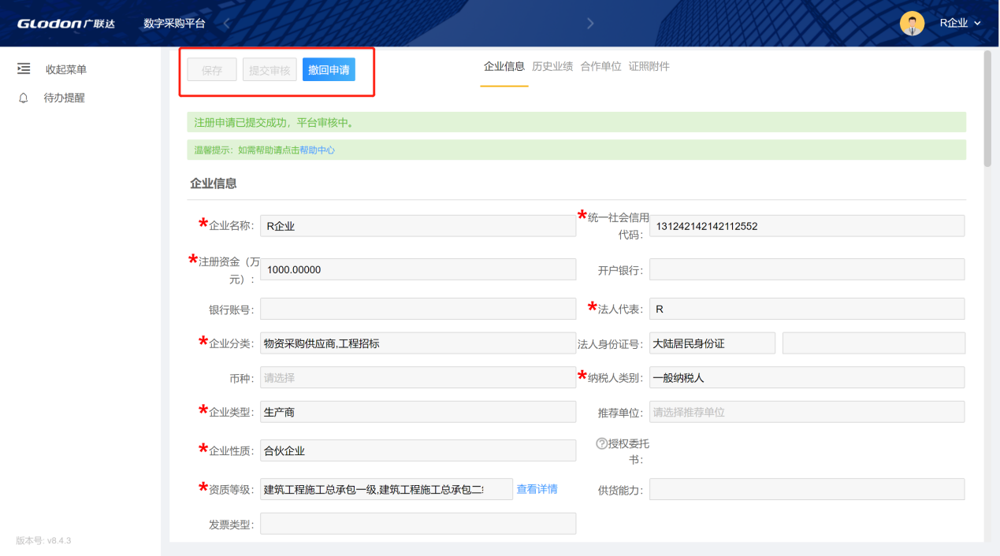 GLodon广联达 数字采购平台 R企业
收起菜单
待办提醒
保存 提交审核 撤回申请
企业信息 历史业绩 合作单位 证照附件
注册申请已提交成功，平台审核中。
温馨提示：如需帮助请点击帮助中心
企业信息
*企业名称： R企业
*统一社会信用
代码： 131242142142112552
*注册资金（万
元）： 1000.00000
开户银行：
银行账号：
*法人代表： R
*企业分类： 物资采购供应商,工程招标
法人身份证号： 大陆居民身份证
币种： 请选择
*纳税人类别： 一般纳税人
*企业类型： 生产商
推荐单位： 请选择推荐单位
*企业性质： 合伙企业
?授权委托
书：
*资质等级： 建筑工程施工总承包一级,建筑工程施工总承包二 查看详情
供货能力：
发票类型：
版本号: v8.4.3